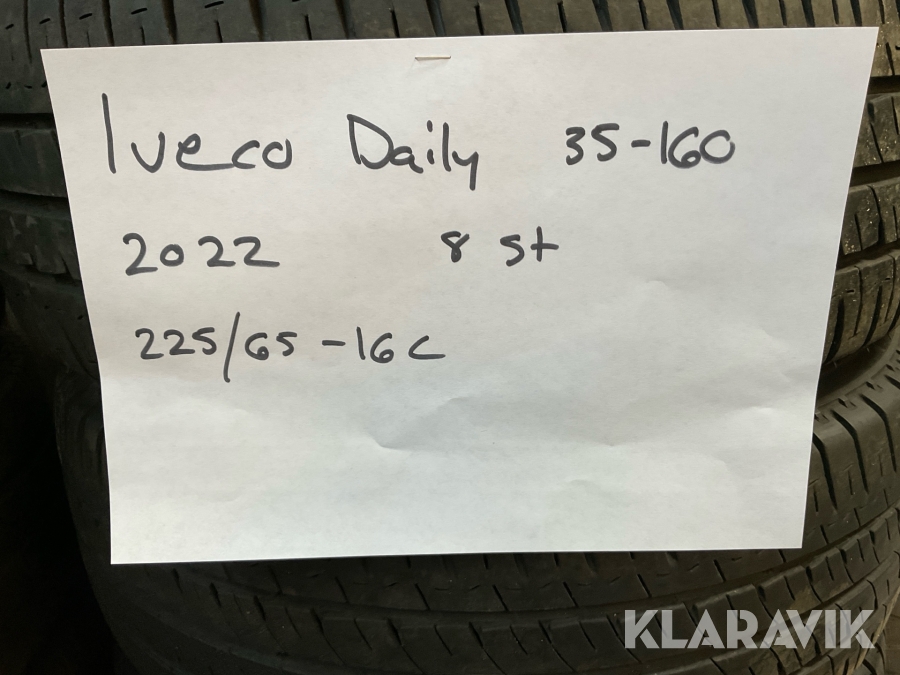 Iveco Daily 35-160
2022 8 st
225/65-16C
KLARAVIK